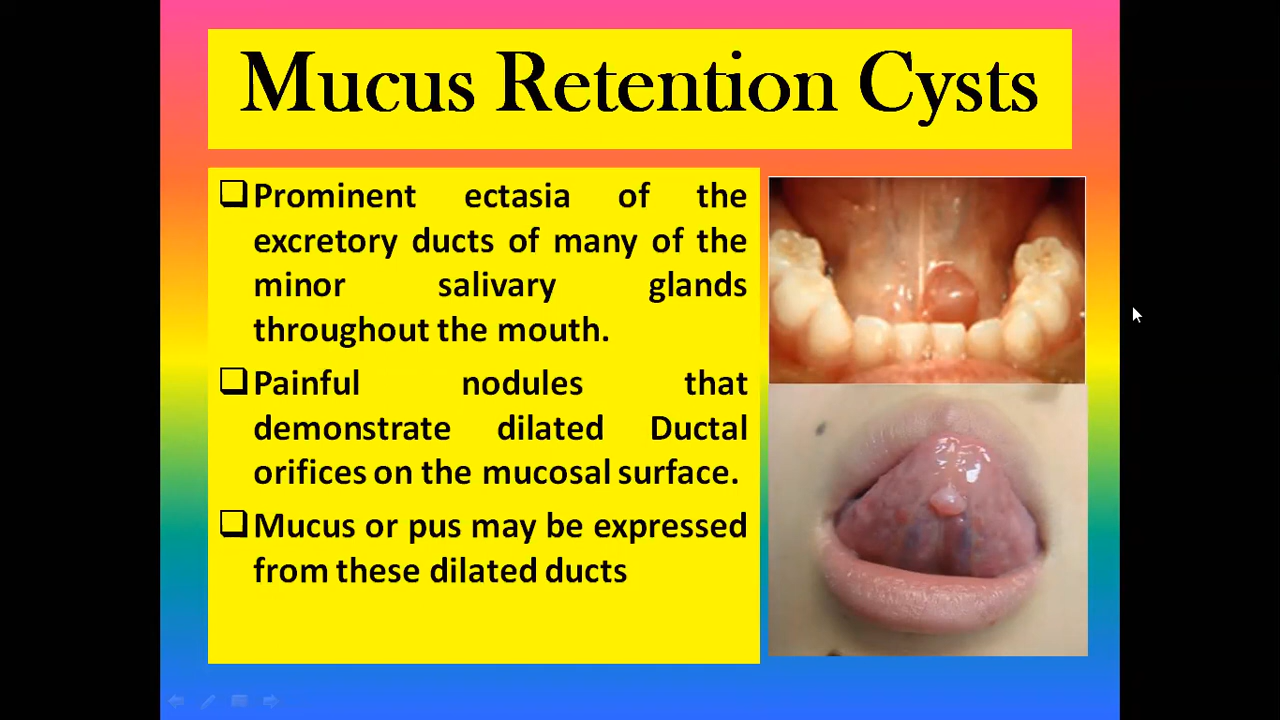 Mucus Retention Cysts
Prominent ectasia of the
excretory ducts of many of the
minor salivary glands
throughout the mouth.
Painful nodules that
demonstrate dilated Ductal
orifices on the mucosal surface.
Mucus or pus may be expressed
from these dilated ducts